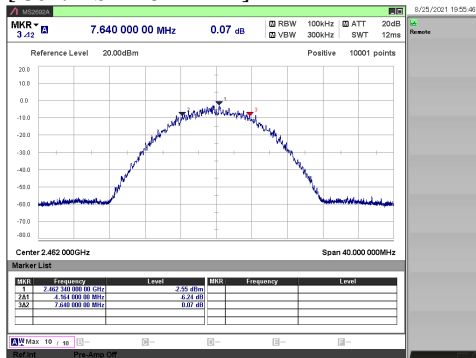 MS2692A
8/25/2021 19:55:46
MKR
3 Δ2
A
7.640 000 00 MHz
0.07 dB
M RBW 100kHz
M ATT 20dB
M VBW 300kHz
SWT 12ms
Remote
Reference Level 20.00dBm
Positive 10001 points
20.0
10.0
0.0
-10.0
-20.0
-30.0
-40.0
-50.0
-60.0
-70.0
-80.0
1
2
3
Center 2.462 000GHz
Span 40.000 000MHz
Marker List
MKR Frequency Level MKR Frequency Level
1 2.462 340 000 00 GHz -2.55 dBm
2Δ1 -4.164 000 00 MHz -6.24 dB
3Δ2 7.640 000 00 MHz 0.07 dB
A W Max 10 / 10
Ref.Int Pre-Amp Off